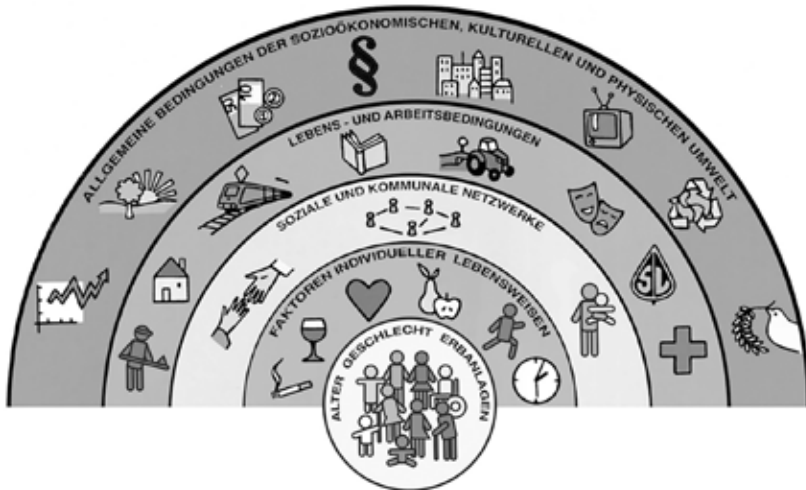 ALLGEMEINE BEDINGUNGEN DER SOZIOÖKONOMISCHEN, KULTURELLEN UND PHYSISCHEN UMWELT
§
LEBENS- UND ARBEITSBEDINGUNGEN
SOZIALE UND KOMMUNALE NETZWERKE
FAKTOREN INDIVIDUELLER LEBENSWEISEN
ALTER GESCHLECHT ERBANLAGEN